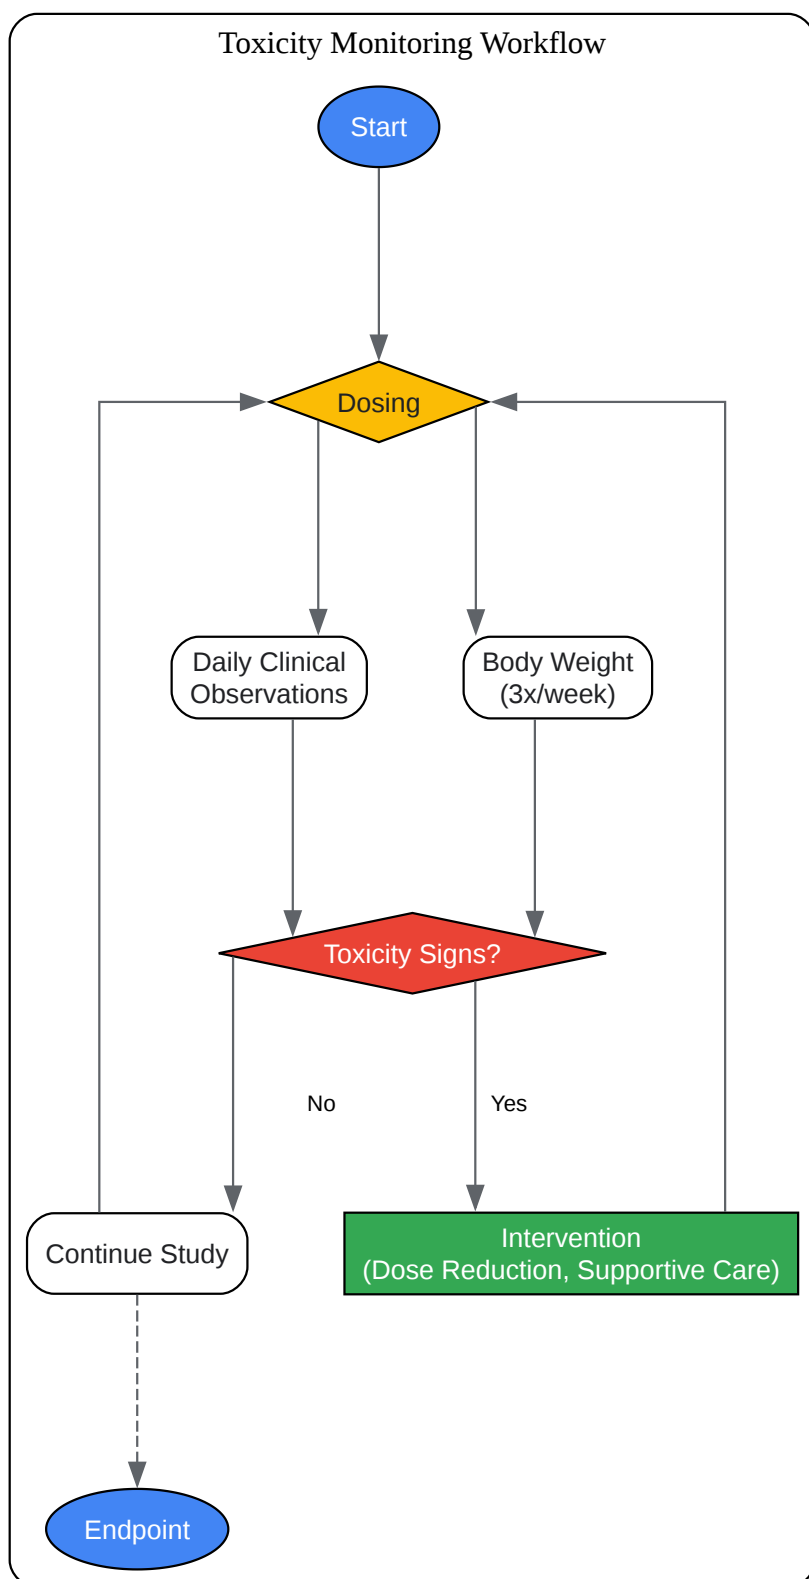 Toxicity Monitoring Workflow
Start
Dosing
Daily Clinical
Observations
Body Weight
(3x/week)
Toxicity Signs?
No
Yes
Continue Study
Intervention
(Dose Reduction, Supportive Care)
Endpoint